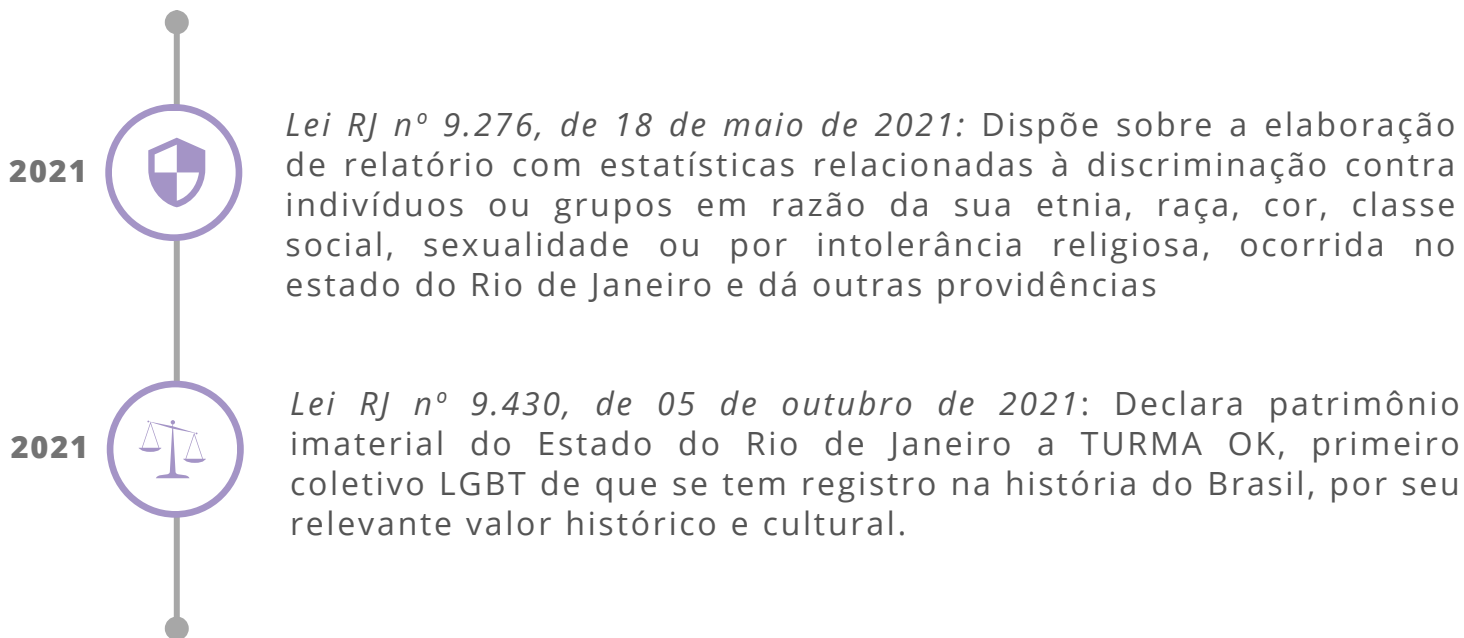 2021
Lei RJ nº 9.276, de 18 de maio de 2021: Dispõe sobre a elaboração
de relatório com estatísticas relacionadas à discriminação contra
indivíduos ou grupos em razão da sua etnia, raça, cor, classe
social, sexualidade ou por intolerância religiosa, ocorrida no
estado do Rio de Janeiro e dá outras providências
2021
Lei RJ nº 9.430, de 05 de outubro de 2021: Declara patrimônio
imaterial do Estado do Rio de Janeiro a TURMA OK, primeiro
coletivo LGBT de que se tem registro na história do Brasil, por seu
relevante valor histórico e cultural.